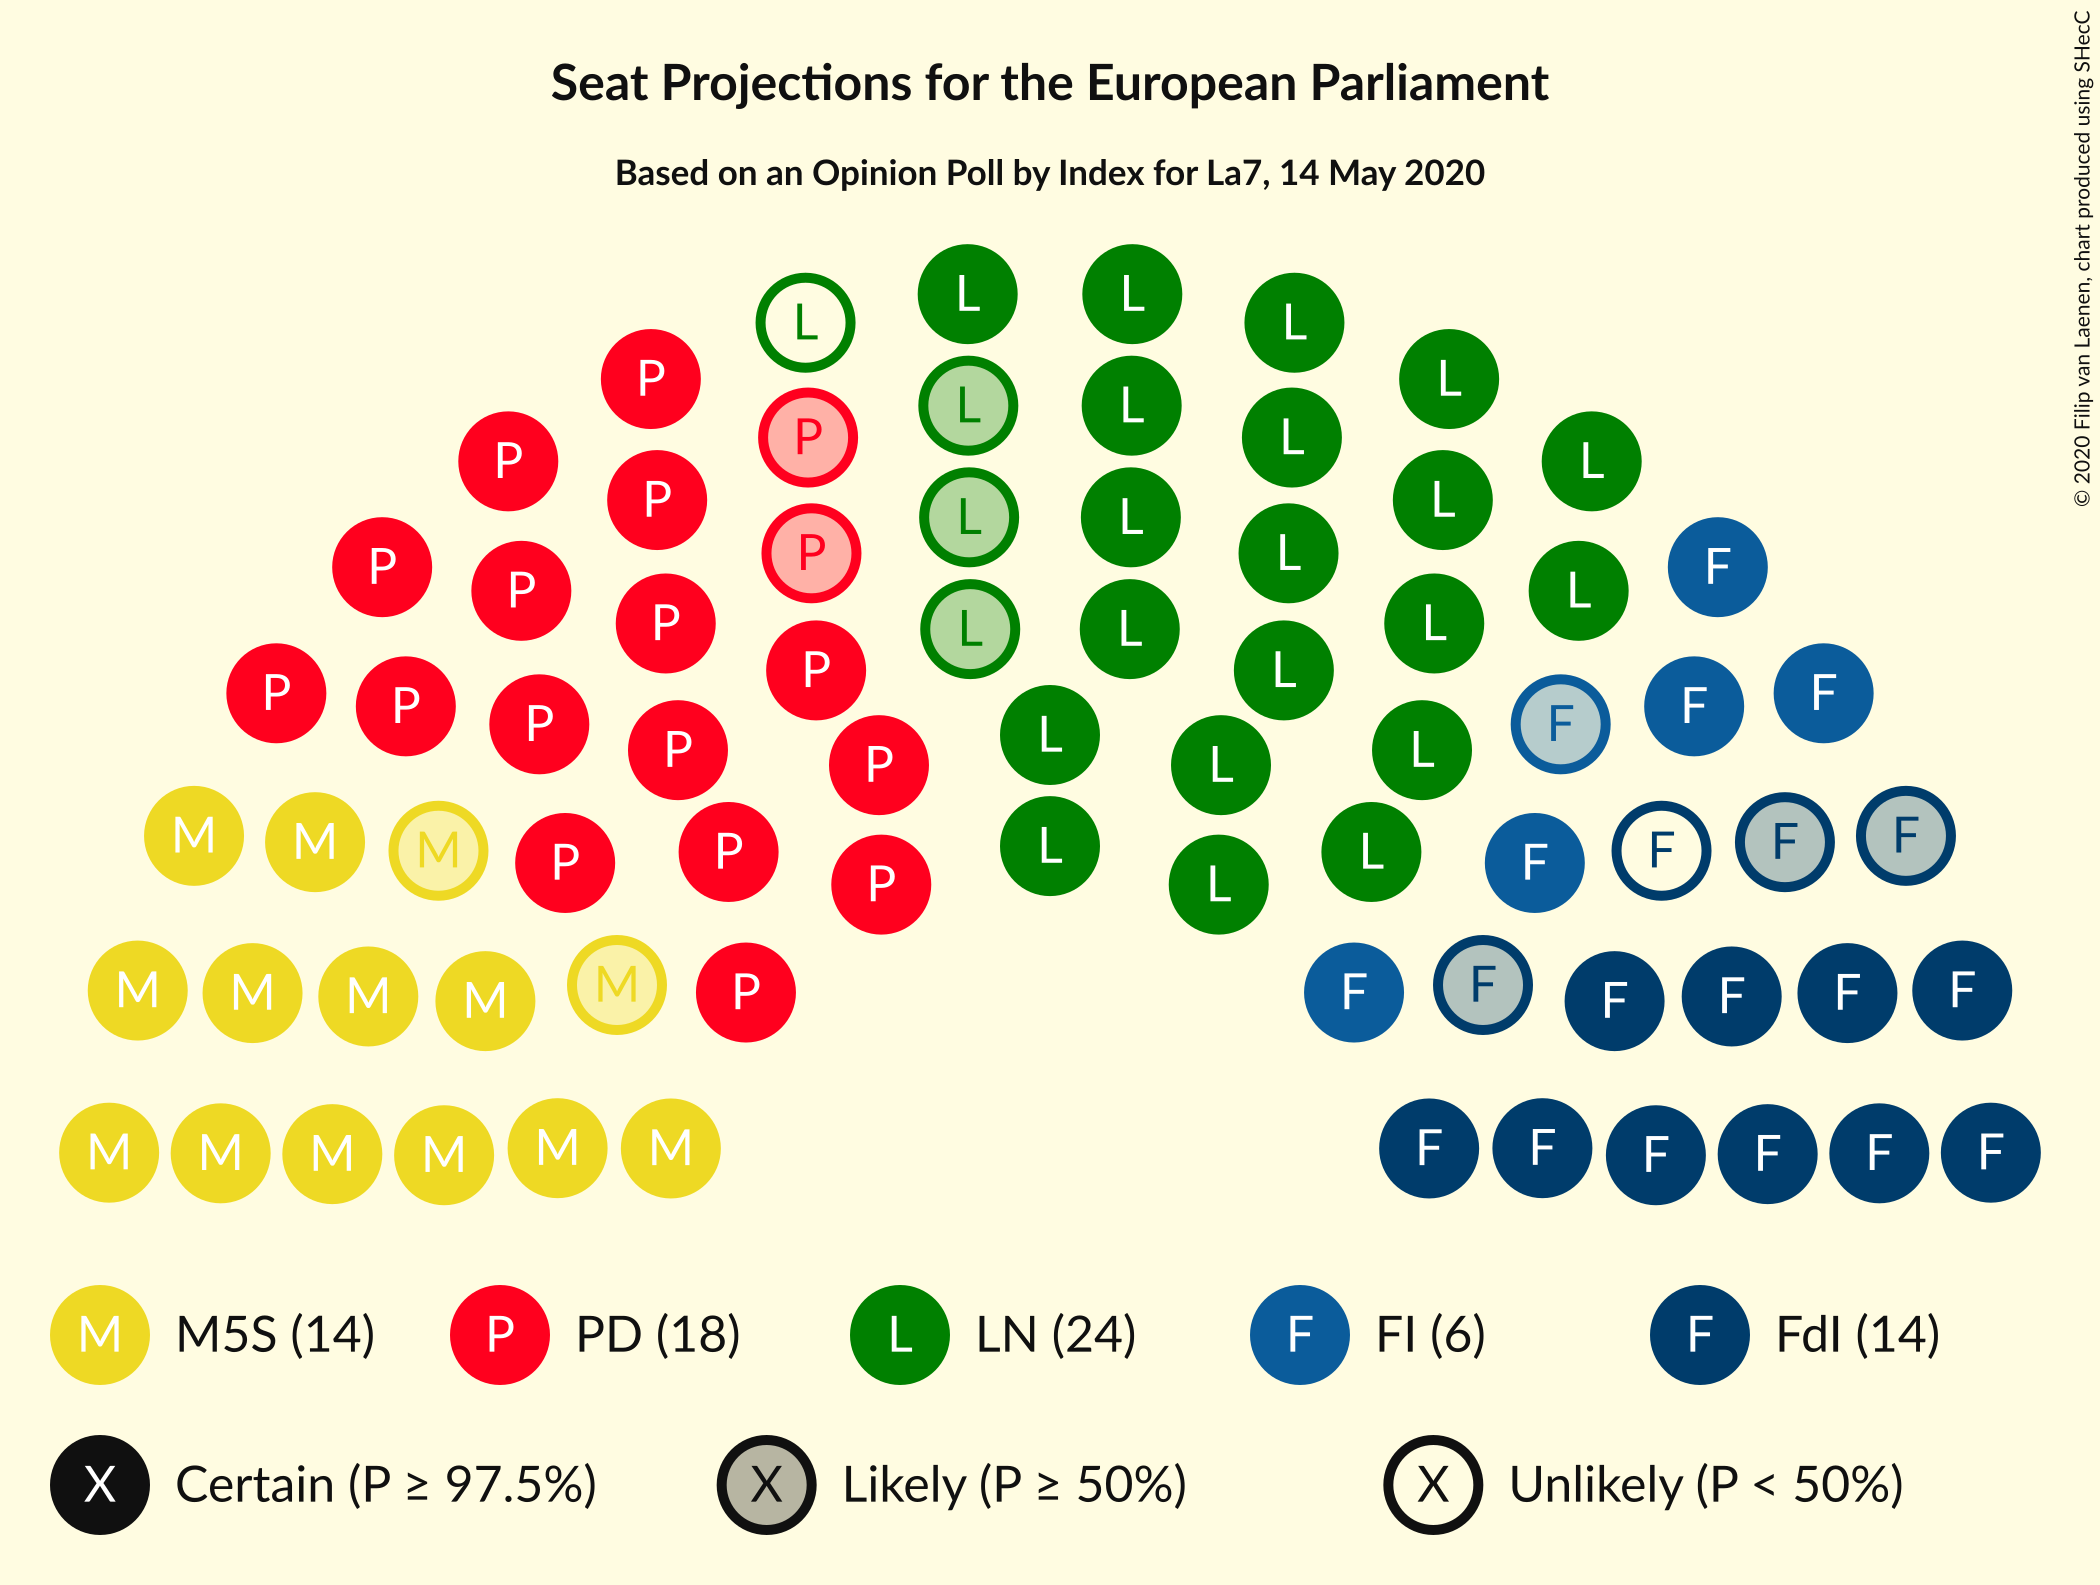 Seat Projections for the European Parliament
Based on an Opinion Poll by Index for La7, 14 May 2020
© 2020 Filip van Laenen, chart produced using SHecC
L L L L
P L L
P P L L L
P P L L L
P L L
P P L F
P L L L
P P L L
P P P P L F F F
P P L L
M M M P P L L F F F F
P L
M M M M M P F F F F F F
M M M M M M F F F F F F
M M5S (14) P PD (18) L LN (24) F FI (6) F FdI (14)
X Certain (P ≥ 97.5%) X Likely (P ≥ 50%) X Unlikely (P < 50%)